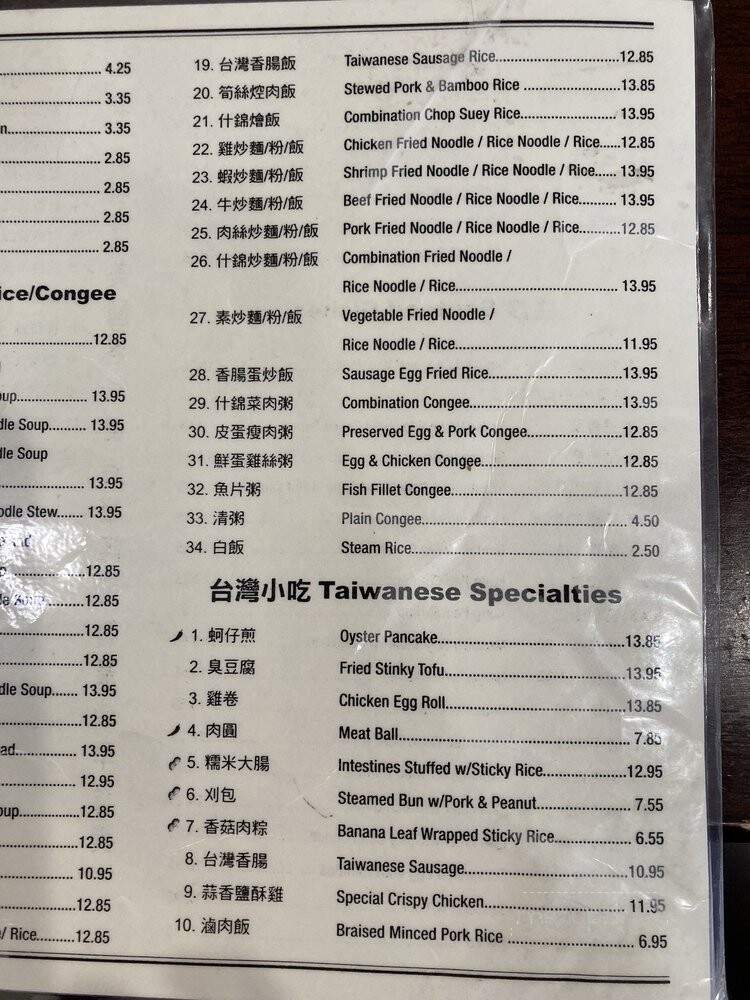 4.25
3.35
n 3.35
2.85
2.85
2.85
2.85
ice/Congee
12.85
oup 13.95
dle Soup 13.95
dle Soup
13.95
odle Stew 13.95
12.85
12.85
12.85
12.85
dle Soup 13.95
12.85
ad 13.95
12.95
oup 12.85
12.85
10.95
12.85
/ Rice 12.85
19. 台灣香腸飯 Taiwanese Sausage Rice 12.85
20. 筍絲焢肉飯 Stewed Pork & Bamboo Rice 13.85
21. 什錦燴飯 Combination Chop Suey Rice 13.95
22. 雞炒麵/粉/飯 Chicken Fried Noodle / Rice Noodle / Rice 12.85
23. 蝦炒麵/粉/飯 Shrimp Fried Noodle / Rice Noodle / Rice 13.95
24. 牛炒麵/粉/飯 Beef Fried Noodle / Rice Noodle / Rice 13.95
25. 肉絲炒麵/粉/飯 Pork Fried Noodle / Rice Noodle / Rice 12.85
26. 什錦炒麵/粉/飯 Combination Fried Noodle /
Rice Noodle / Rice 13.95
27. 素炒麵/粉/飯 Vegetable Fried Noodle /
Rice Noodle / Rice 11.95
28. 香腸蛋炒飯 Sausage Egg Fried Rice 13.95
29. 什錦菜肉粥 Combination Congee 13.95
30. 皮蛋瘦肉粥 Preserved Egg & Pork Congee 12.85
31. 鮮蛋雞絲粥 Egg & Chicken Congee 12.85
32. 魚片粥 Fish Fillet Congee 12.85
33. 清粥 Plain Congee 4.50
34. 白飯 Steam Rice 2.50
台灣小吃 Taiwanese Specialties
1. 蚵仔煎 Oyster Pancake 13.85
2. 臭豆腐 Fried Stinky Tofu 13.95
3. 雞卷 Chicken Egg Roll 13.85
4. 肉圓 Meat Ball 7.85
5. 糯米大腸 Intestines Stuffed w/Sticky Rice 12.95
6. 刈包 Steamed Bun w/Pork & Peanut 7.55
7. 香菇肉粽 Banana Leaf Wrapped Sticky Rice 6.55
8. 台灣香腸 Taiwanese Sausage 10.95
9. 蒜香鹽酥雞 Special Crispy Chicken 11.95
10. 滷肉飯 Braised Minced Pork Rice 6.95